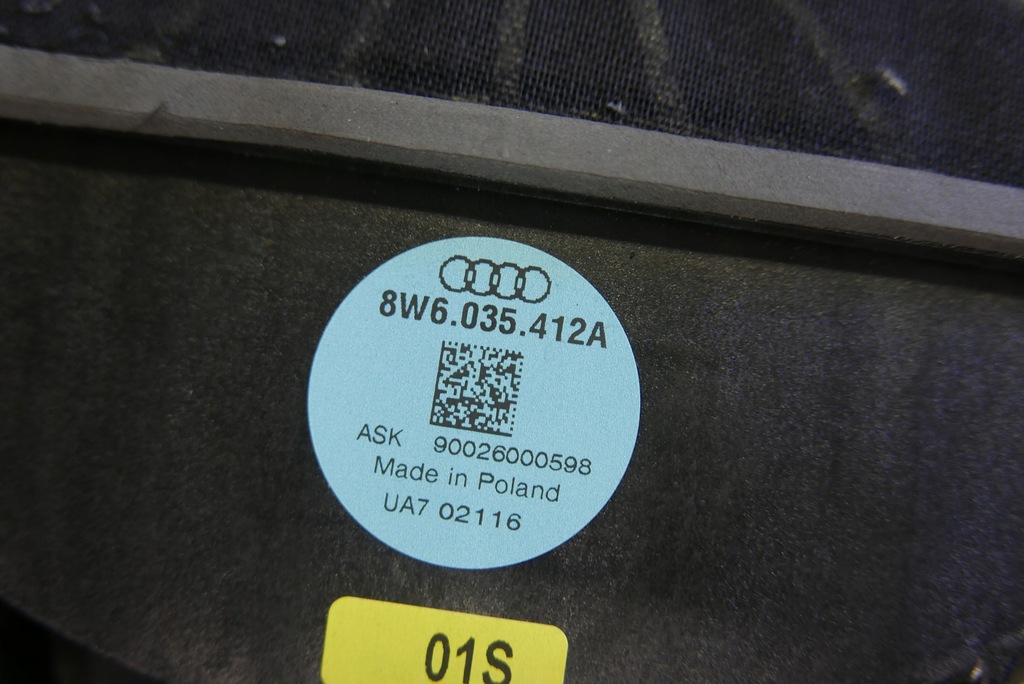 8W6.035.412A
ASK 90026000598
Made in Poland
UA7 02116
01S